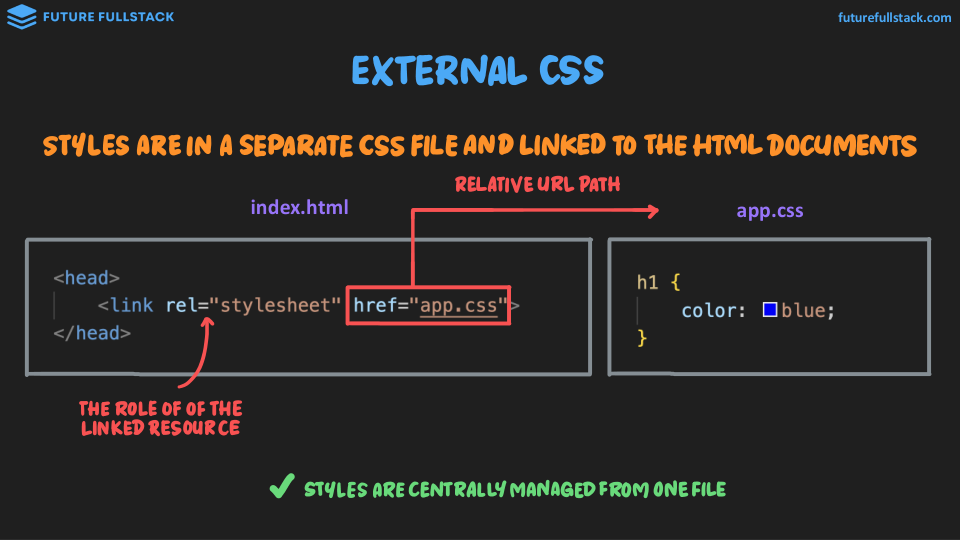 FUTURE FULLSTACK
futurefullstack.com
EXTERNAL CSS
STYLES ARE IN A SEPARATE CSS FILE AND LINKED TO THE HTML DOCUMENTS
RELATIVE URL PATH
index.html
app.css
<head>
<link rel="stylesheet" href="app.css">
</head>
h1 {
color: blue;
}
THE ROLE OF OF THE
LINKED RESOURCE
STYLES ARE CENTRALLY MANAGED FROM ONE FILE